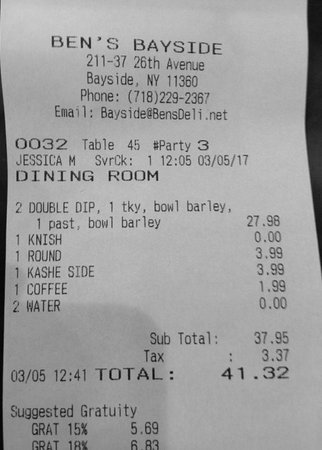 BEN'S BAYSIDE
211-37 26th Avenue
Bayside, NY 11360
Phone: (718)229-2367
Email: Bayside@BensDeli.net
0032 Table 45 #Party 3
JESSICA M SvrCk: 1 12:05 03/05/17
DINING ROOM
2 DOUBLE DIP, 1 tky, bowl barley,
1 past, bowl barley 27.98
1 KNISH 0.00
1 ROUND 3.99
1 KASHE SIDE 3.99
1 COFFEE 1.99
2 WATER 0.00
Sub Total: 37.95
Tax : 3.37
03/05 12:41 TOTAL: 41.32
Suggested Gratuity
GRAT 15% 5.69
GRAT 18% 6.83